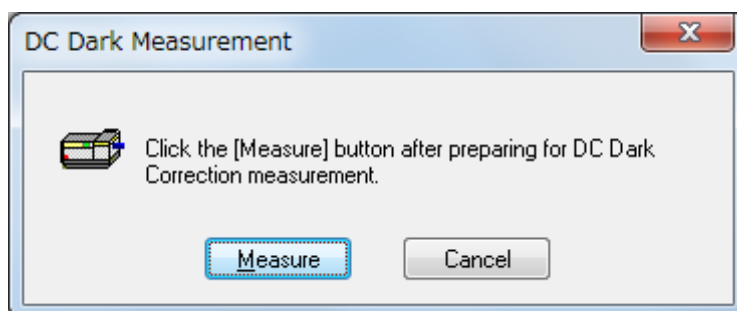 DC Dark Measurement
Click the [Measure] button after preparing for DC Dark
Correction measurement.
Measure
Cancel